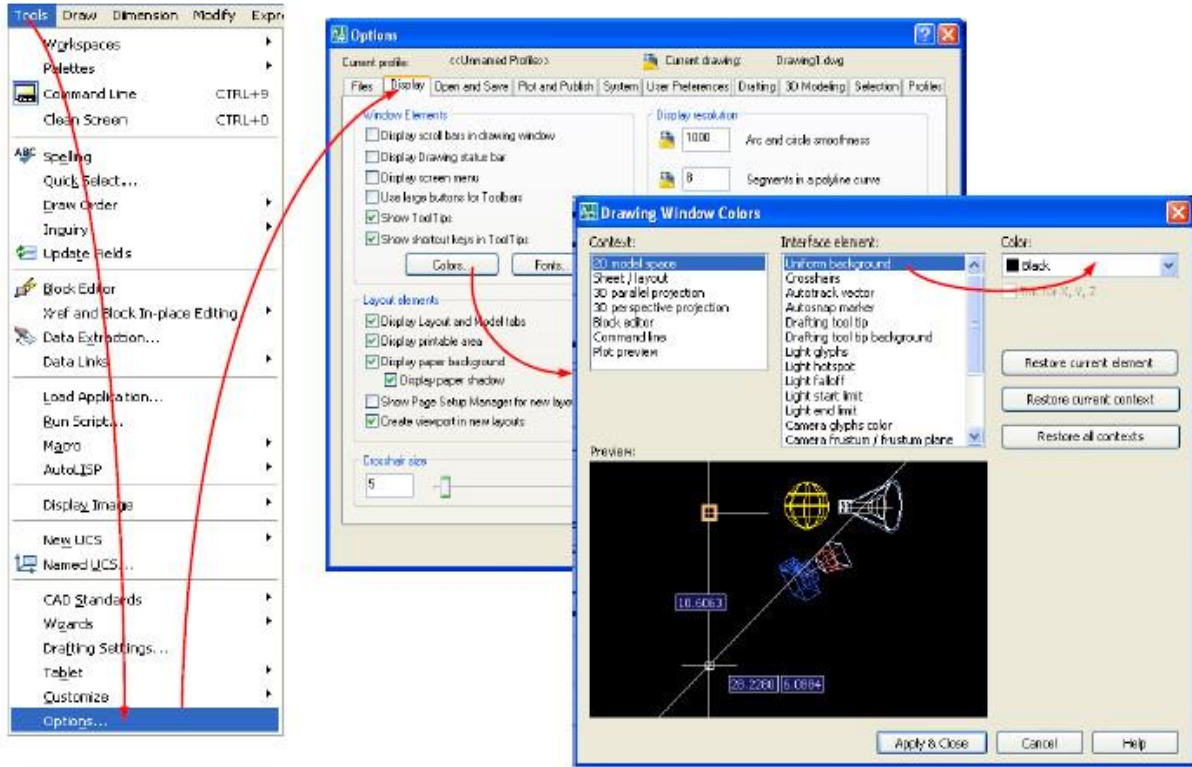 Tools Draw Dimension Modify Expr
Workspaces
Palettes
Command Line CTRL+9
Clean Screen CTRL+0
ABC Spelling
Quick Select...
Draw Order
Inquiry
Update Fields
Block Editor
Xref and Block In-place Editing
Data Extraction...
Data Links
Load Application...
Run Script...
Macro
AutoLISP
Display Image
New UCS
Named UCS...
CAD Standards
Wizards
Drafting Settings...
Tablet
Customize
Options...
Options
Current profile: <<Unnamed Profile>> Current drawing: Drawing1.dwg
Files Display Open and Save Plot and Publish System User Preferences Drafting 3D Modeling Selection Profiles
Window Elements
Display scroll bars in drawing window
Display Drawing status bar
Display screen menu
Use large buttons for Toolbars
Show ToolTips
Show shortcut keys in ToolTips
Colors... Fonts...
Layout elements
Display Layout and Model tabs
Display printable area
Display paper background
Display paper shadow
Show Page Setup Manager for new layo
Create viewport in new layouts
Crosshair size
5
Display resolution
1000 Arc and circle smoothness
8 Segments in a polyline curve
Drawing Window Colors
Context:
2D model space
Sheet / layout
3D parallel projection
3D perspective projection
Block editor
Command line
Plot preview
Interface element:
Uniform background
Crosshairs
Autotrack vector
Autosnap marker
Drafting tool tip
Drafting tool tip background
Light glyphs
Light hotspot
Light falloff
Light start limit
Light end limit
Camera glyphs color
Camera frustum / frustum plane
Color:
Black
Tint for X, Y, Z
Restore current element
Restore current context
Restore all contexts
Preview:
10.6063
28.2280 6.0884
Apply & Close Cancel Help